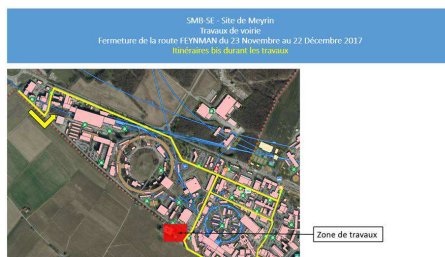 SMB-SE - Site de Meyrin
Travaux de voirie
Fermeture de la route FEYNMAN du 23 Novembre au 22 Décembre 2017
Itinéraires bis durant les travaux
Zone de travaux